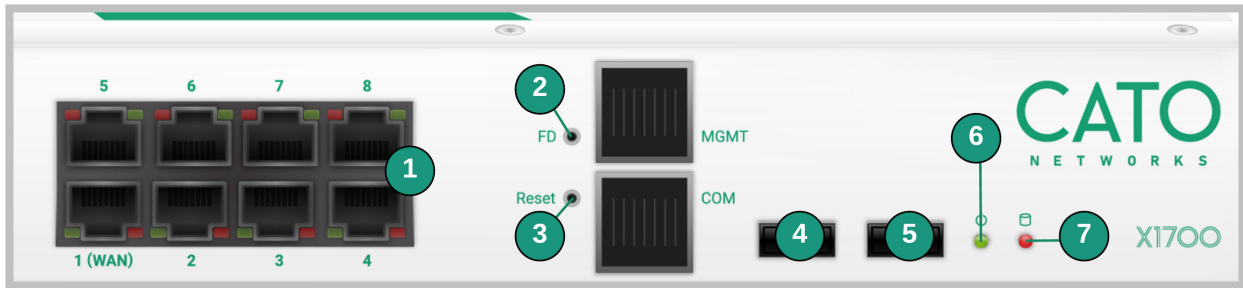 5 6 7 8
1
1 (WAN) 2 3 4
2
FD
MGMT
Reset
COM
3
4
5
6
7
CATO
NETWORKS
X1700